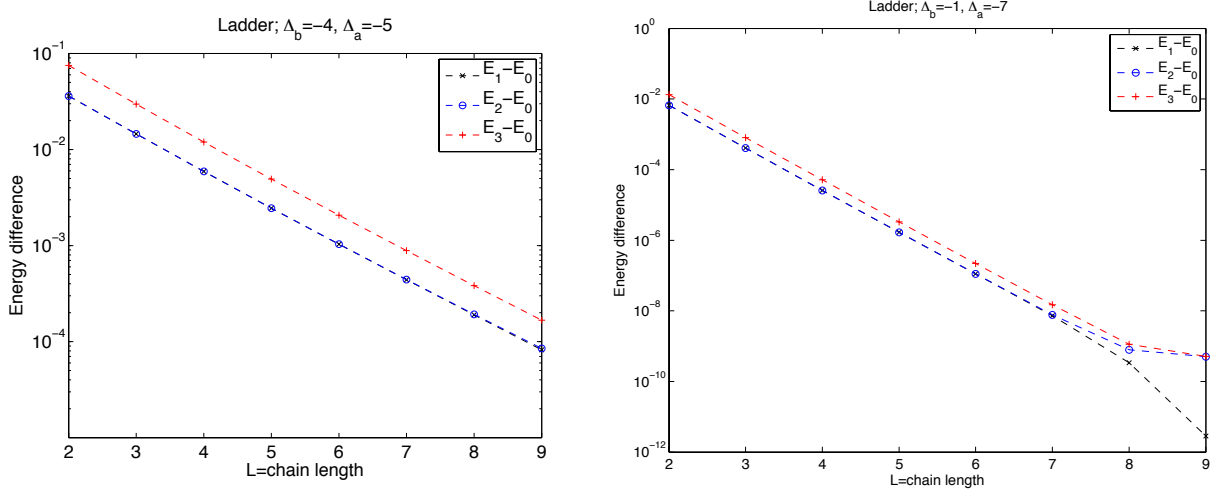 Ladder; Δb=−4, Δa=−5
10−1
10−2
10−3
10−4
Energy difference
2 3 4 5 6 7 8 9
L=chain length
E1−E0
E2−E0
E3−E0
Ladder; Δb=−1, Δa=−7
100
10−2
10−4
10−6
10−8
10−10
10−12
Energy difference
2 3 4 5 6 7 8 9
L=chain length
E1−E0
E2−E0
E3−E0